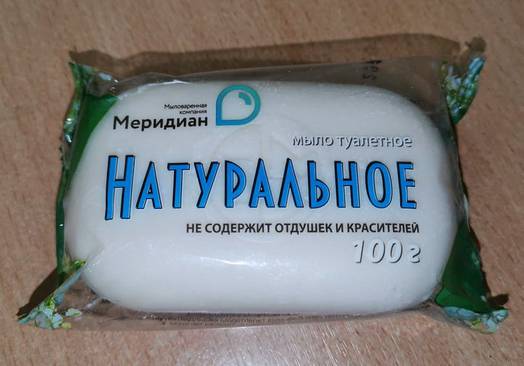 Мыловаренная
компания
Меридиан
мыло туалетное
НАТУРАЛЬНОЕ
НЕ СОДЕРЖИТ ОТДУШЕК И КРАСИТЕЛЕЙ
100 г